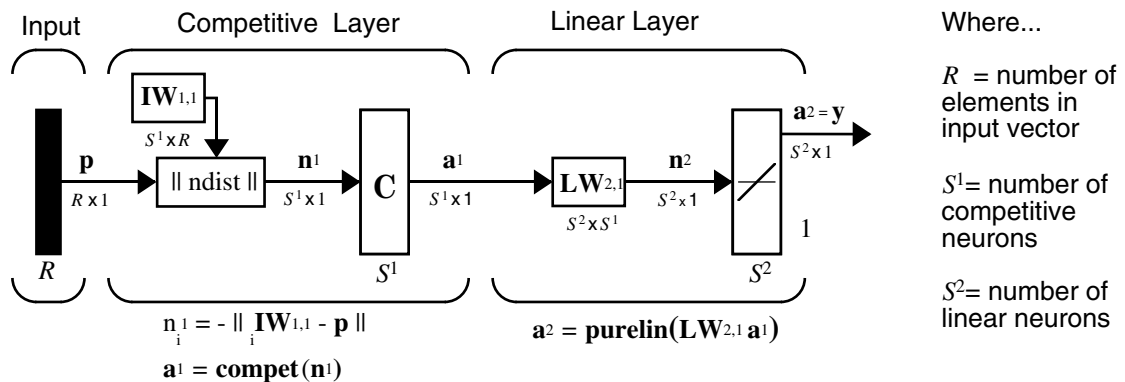 Input
Competitive Layer
Linear Layer
Where...
IW1,1
S1 x R
p
R x 1
|| ndist ||
n1
S1 x 1
C
a1
S1 x 1
LW2,1
S2 x S1
n2
S2 x 1
a2 = y
S2 x 1
1
R
S1
S2
ni1 = - || iIW1,1 - p ||
a1 = compet(n1)
a2 = purelin(LW2,1 a1)
R = number of
elements in
input vector
S1= number of
competitive
neurons
S2= number of
linear neurons